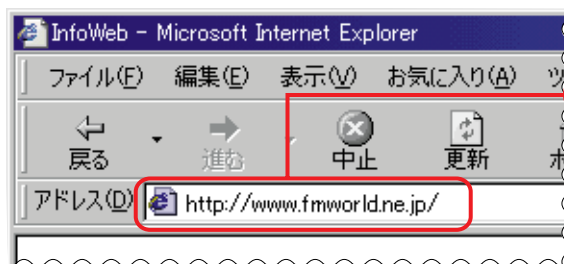 InfoWeb - Microsoft Internet Explorer
ファイル(F) 編集(E) 表示(V) お気に入り(A)
戻る 進む 中止 更新
アドレス(D) http://www.fmworld.ne.jp/